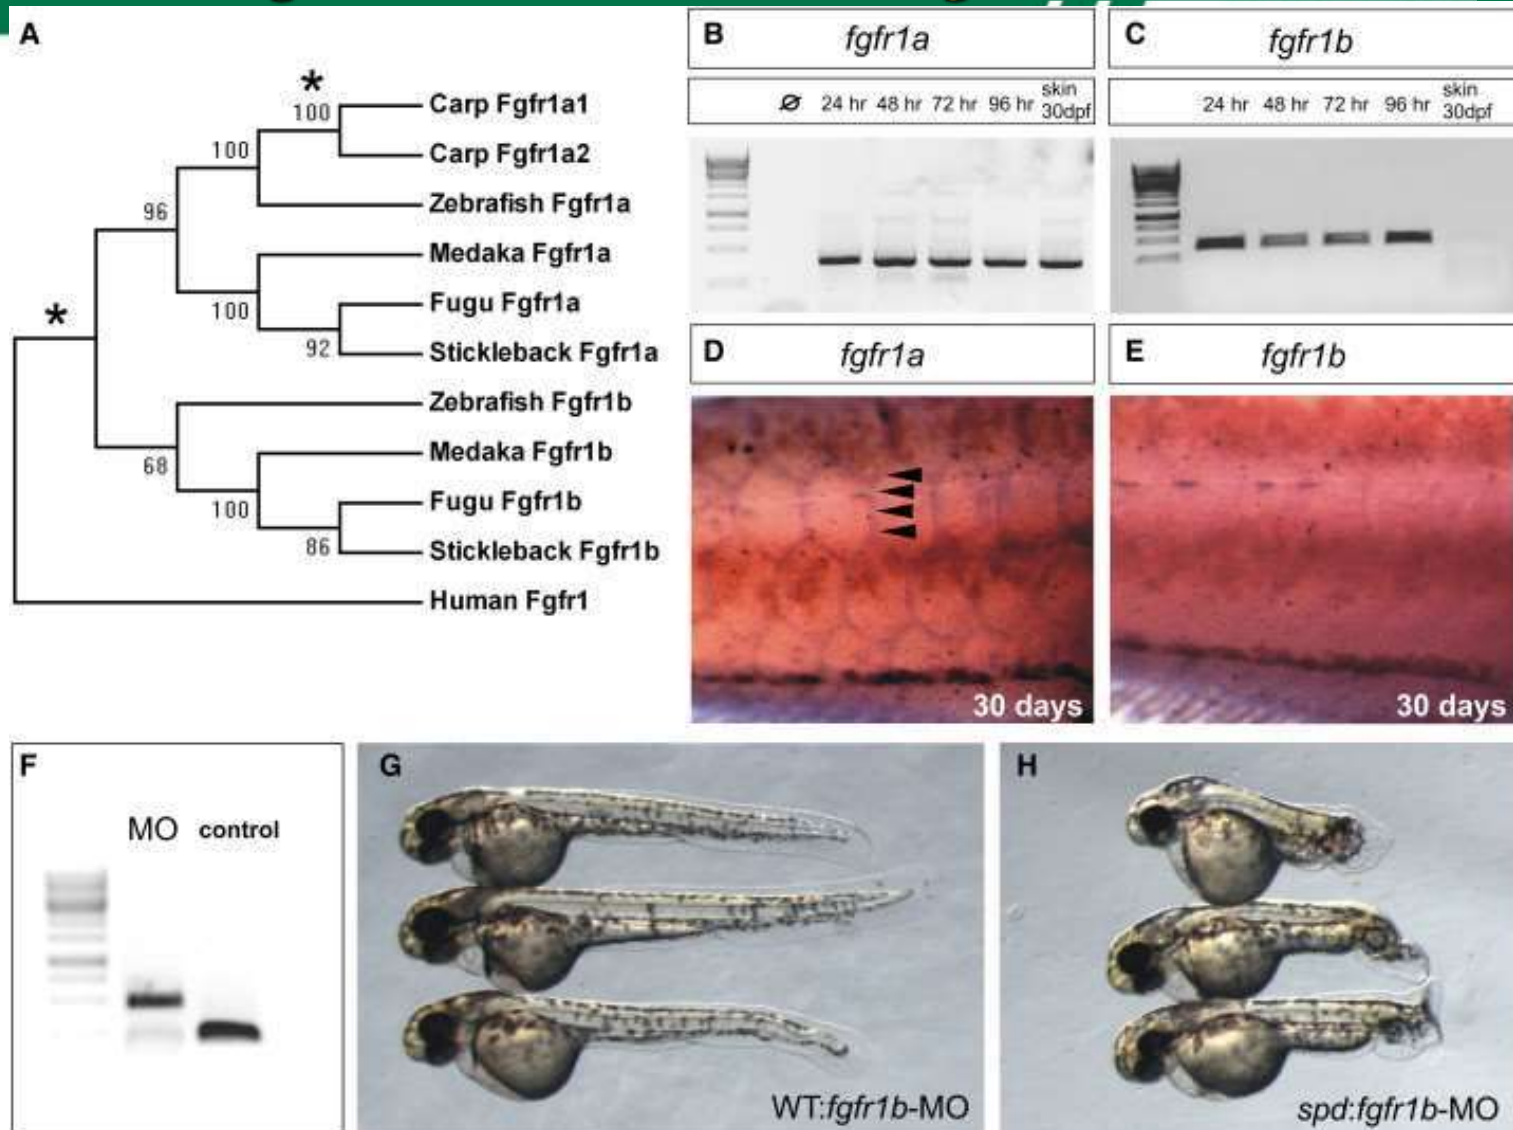 A
*
100
Carp Fgfr1a1
100
Carp Fgfr1a2
96
Zebrafish Fgfr1a
Medaka Fgfr1a
*
100
Fugu Fgfr1a
92
Stickleback Fgfr1a
Zebrafish Fgfr1b
68
Medaka Fgfr1b
100
Fugu Fgfr1b
86
Stickleback Fgfr1b
Human Fgfr1
B fgfr1a
Ø 24 hr 48 hr 72 hr 96 hr skin
30dpf
C fgfr1b
24 hr 48 hr 72 hr 96 hr skin
30dpf
D fgfr1a
30 days
E fgfr1b
30 days
F
MO control
G
WT:fgfr1b-MO
H
spd:fgfr1b-MO